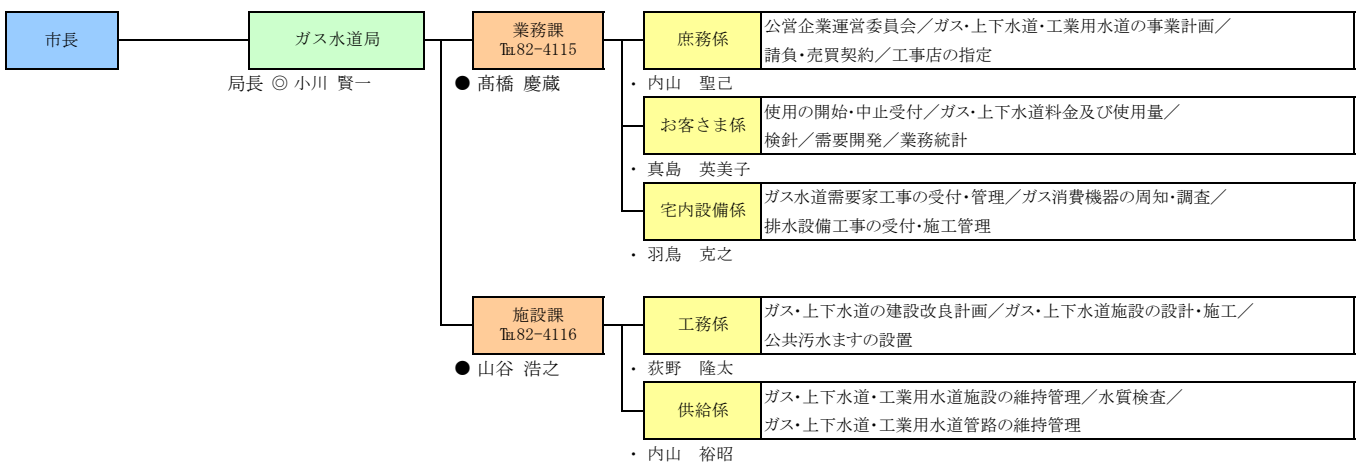 市長
ガス水道局
局長 ◎ 小川 賢一
業務課
℡82-4115
● 髙橋 慶蔵
庶務係
公営企業運営委員会／ガス・上下水道・工業用水道の事業計画／
請負・売買契約／工事店の指定
・ 内山　聖己
お客さま係
使用の開始・中止受付／ガス・上下水道料金及び使用量／
検針／需要開発／業務統計
・ 真島　英美子
宅内設備係
ガス水道需要家工事の受付・管理／ガス消費機器の周知・調査／
排水設備工事の受付・施工管理
・ 羽鳥　克之
施設課
℡82-4116
● 山谷 浩之
工務係
ガス・上下水道の建設改良計画／ガス・上下水道施設の設計・施工／
公共汚水ますの設置
・ 荻野　隆太
供給係
ガス・上下水道・工業用水道施設の維持管理／水質検査／
ガス・上下水道・工業用水道管路の維持管理
・ 内山　裕昭